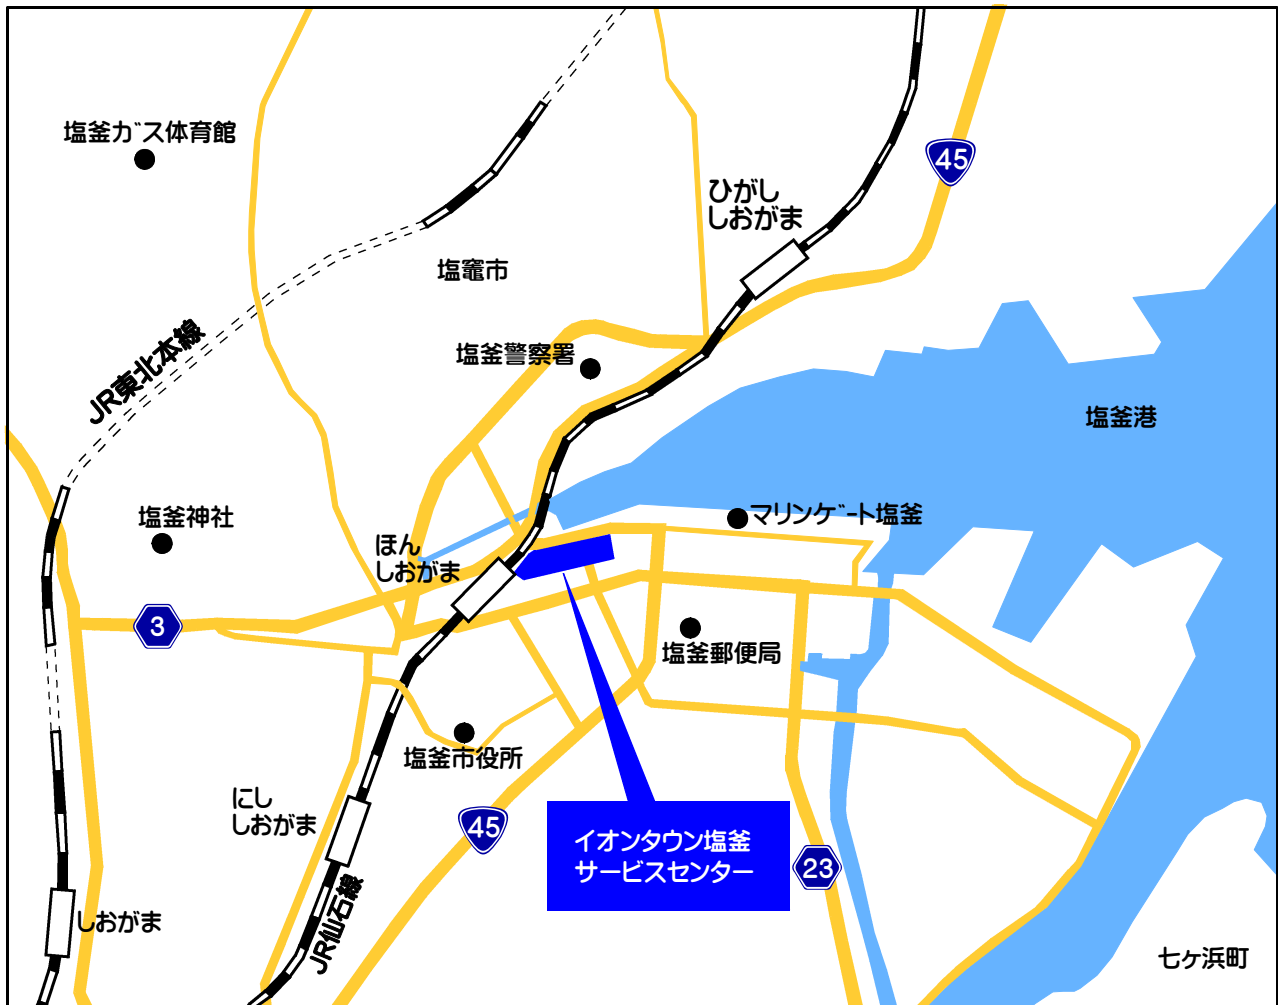 塩釜ガス体育館
45
ひがし
しおがま
塩竈市
JR東北本線
塩釜警察署
塩釜港
塩釜神社
マリンゲート塩釜
ほん
しおがま
3
塩釜郵便局
塩釜市役所
にし
しおがま
45
イオンタウン塩釜
サービスセンター
23
しおがま
JR仙石線
七ヶ浜町